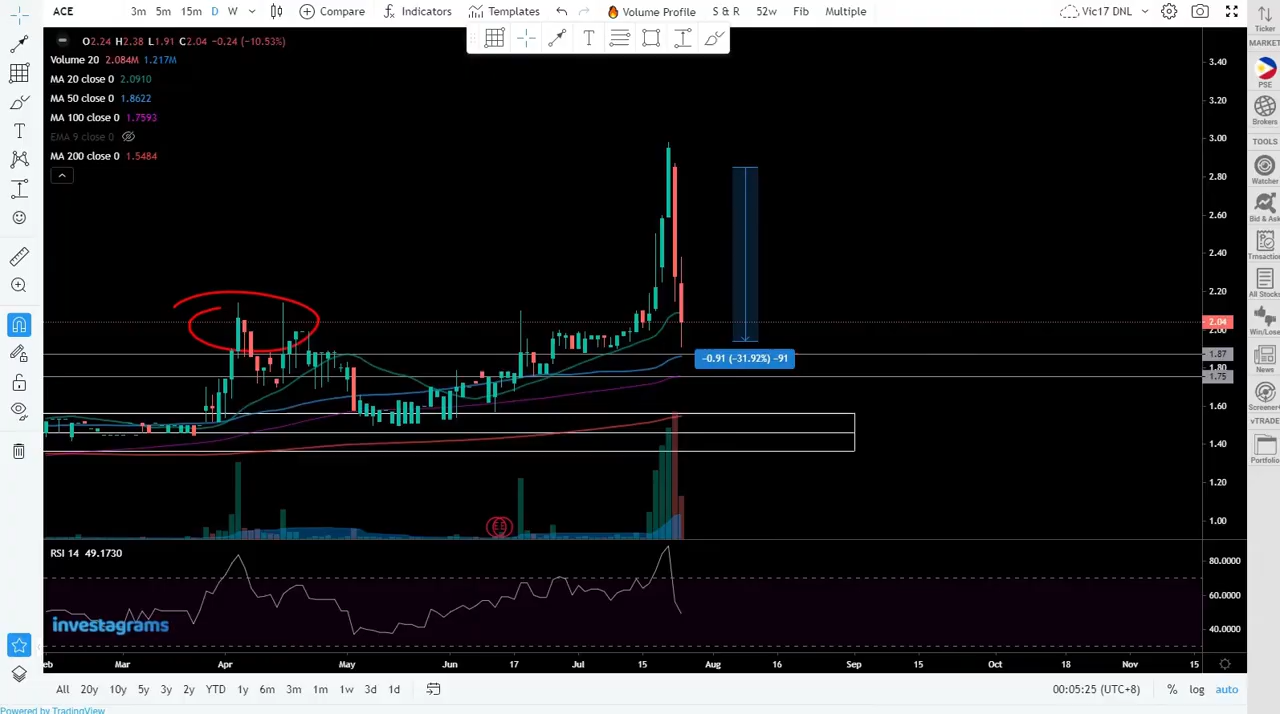 ACE 3m 5m 15m D W Compare Indicators Templates Volume Profile S & R 52w Fib Multiple Vic17 DNL
Ticker
MARKET
PSE
Brokers
TOOLS
Watcher
Bid & Ask
All Stocks
Win/Lose
News
Screener
vTRADE
Portfolio
O2.24 H2.38 L1.91 C2.04 -0.24 (-10.53%)
Volume 20 2.084M 1.217M
MA 20 close 0 2.0910
MA 50 close 0 1.8622
MA 100 close 0 1.7593
EMA 9 close 0
MA 200 close 0 1.5484
3.40
3.20
3.00
2.80
2.60
2.40
2.20
2.04
2.00
1.87
1.80
1.75
1.60
1.40
1.20
1.00
-0.91 (-31.92%) -91
RSI 14 49.1730
80.0000
60.0000
40.0000
investagrams
eb Mar Apr May Jun 17 Jul 15 Aug 16 Sep 15 Oct 18 Nov 15
All 20y 10y 5y 3y 2y YTD 1y 6m 3m 1m 1w 3d 1d 00:05:25 (UTC+8) % log auto
Powered by TradingView